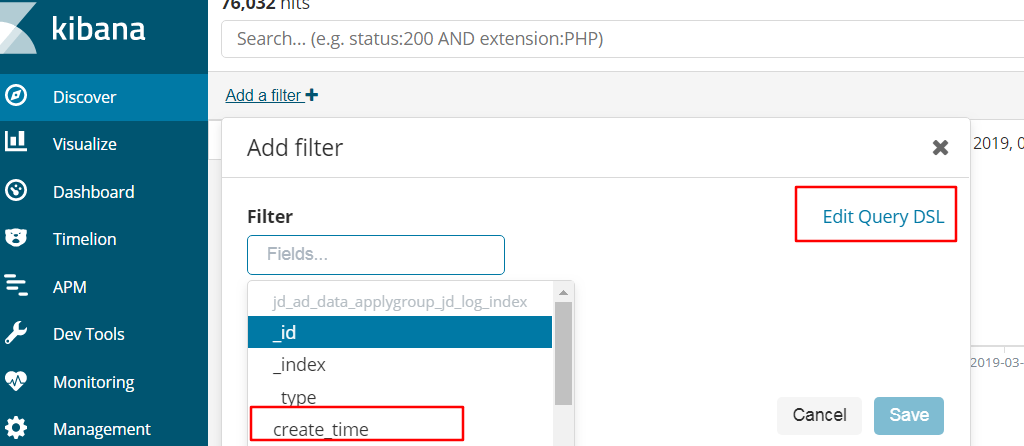 76,032 hits
kibana
Search... (e.g. status:200 AND extension:PHP)
Discover
Add a filter +
Visualize
Add filter
2019, 0
Dashboard
Filter
Edit Query DSL
Timelion
Fields...
APM
jd_ad_data_applygroup_jd_log_index
_id
Dev Tools
_index
2019-03-
Monitoring
_type
Cancel
Save
Management
create_time